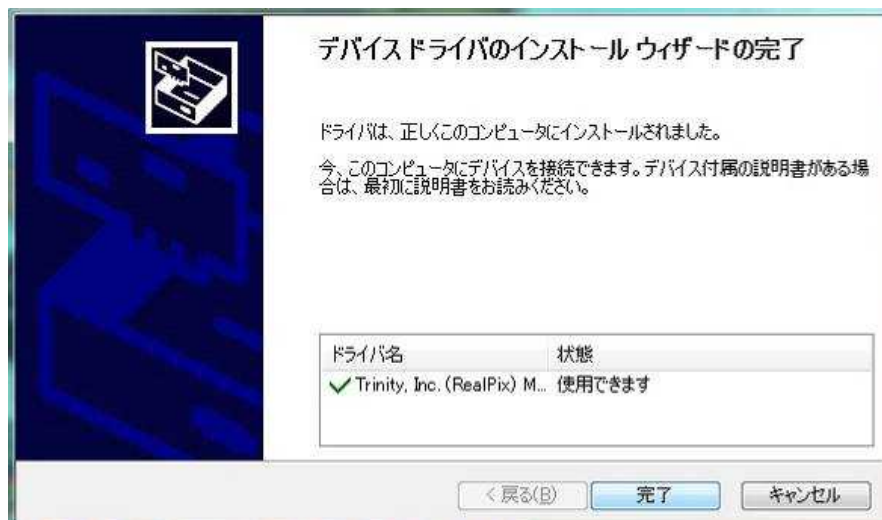 デバイス ドライバのインストール ウィザードの完了
ドライバは、正しくこのコンピュータにインストールされました。
今、このコンピュータにデバイスを接続できます。デバイス付属の説明書がある場
合は、最初に説明書をお読みください。
ドライバ名 状態
Trinity, Inc. (RealPix) M... 使用できます
< 戻る(B) 完了 キャンセル